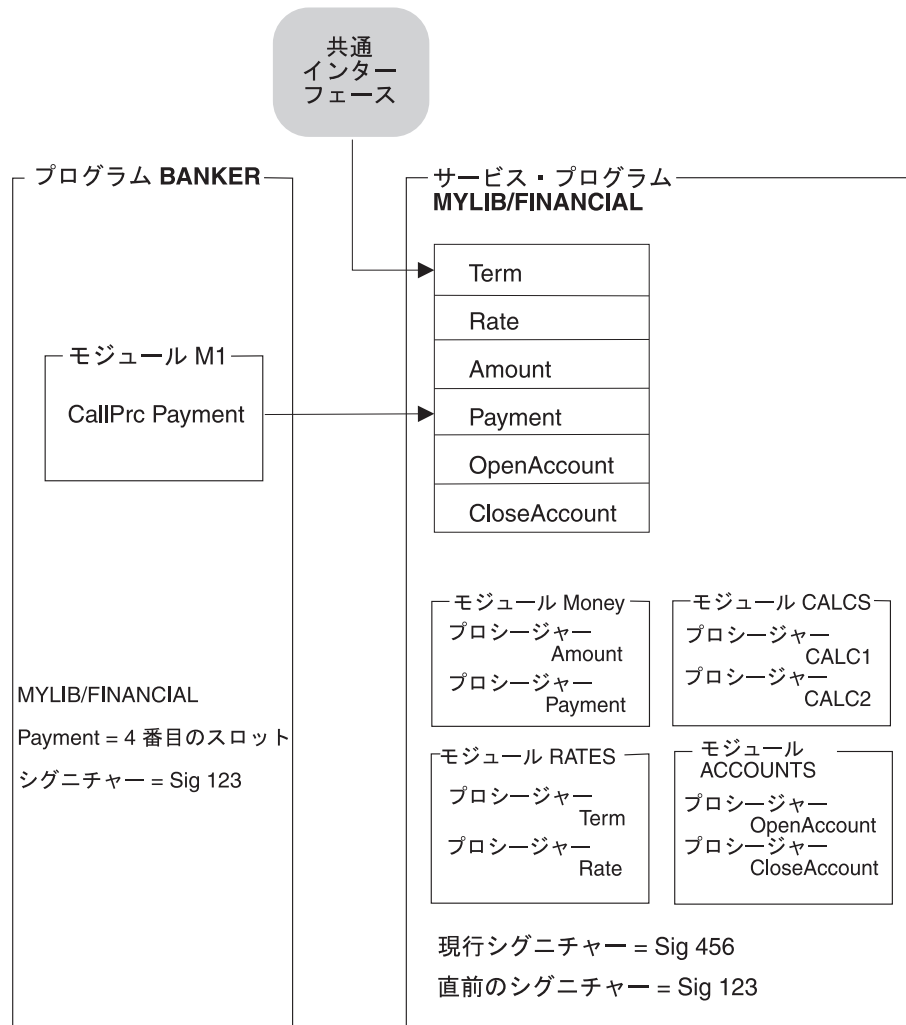 共通
インター
フェース
プログラム BANKER
モジュール M1
CallPrc Payment
MYLIB/FINANCIAL
Payment = 4 番目のスロット
シグニチャー = Sig 123
サービス・プログラム
MYLIB/FINANCIAL
Term
Rate
Amount
Payment
OpenAccount
CloseAccount
モジュール Money
プロシージャー
Amount
プロシージャー
Payment
モジュール CALCS
プロシージャー
CALC1
プロシージャー
CALC2
モジュール RATES
プロシージャー
Term
プロシージャー
Rate
モジュール
ACCOUNTS
プロシージャー
OpenAccount
プロシージャー
CloseAccount
現行シグニチャー = Sig 456
直前のシグニチャー = Sig 123